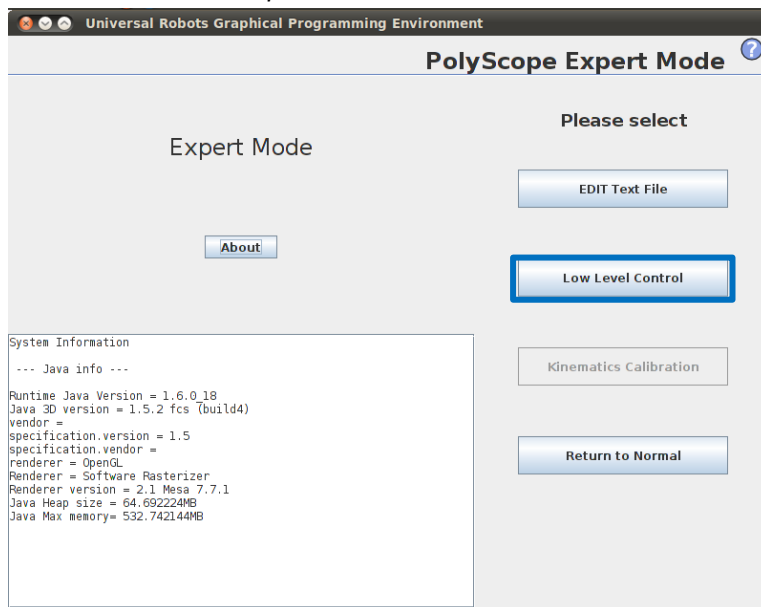 Universal Robots Graphical Programming Environment
PolyScope Expert Mode ?
Please select
Expert Mode
EDIT Text File
About
Low Level Control
Kinematics Calibration
Return to Normal
System Information
--- Java info ---
Runtime Java Version = 1.6.0_18
Java 3D version = 1.5.2 fcs (build4)
vendor =
specification.version = 1.5
specification.vendor =
renderer = OpenGL
Renderer = Software Rasterizer
Renderer version = 2.1 Mesa 7.7.1
Java Heap size = 64.692224MB
Java Max memory= 532.742144MB